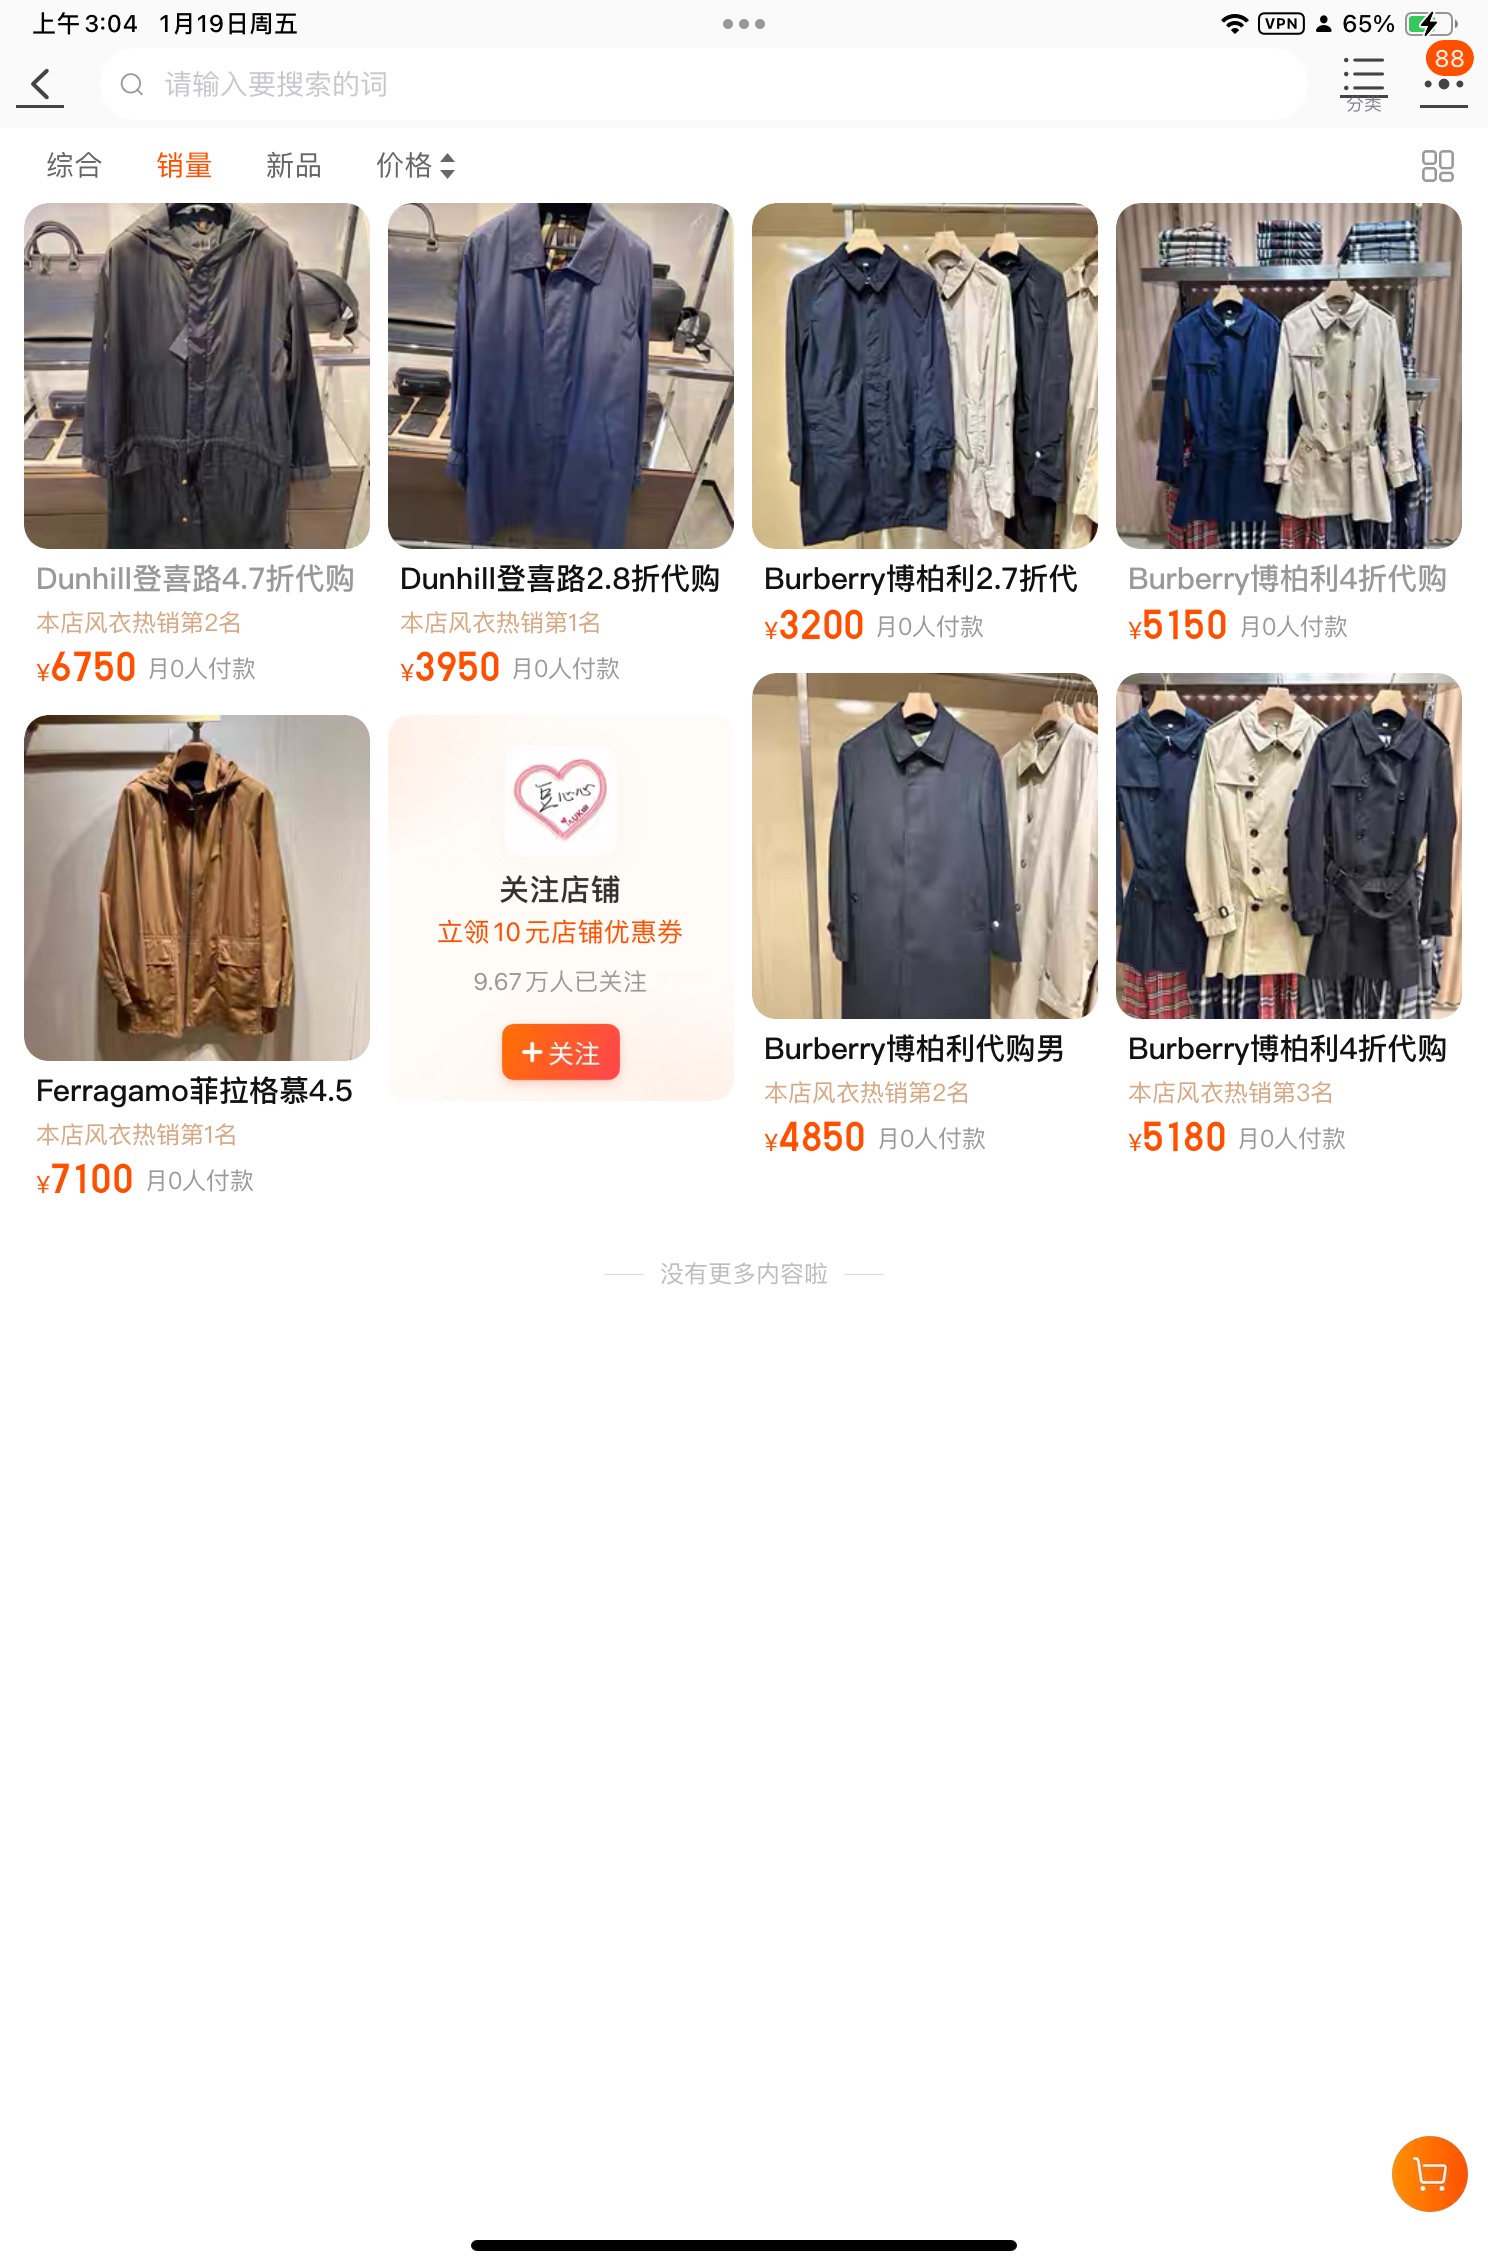 上午3:04 1月19日周五
VPN 65%
请输入要搜索的词
分类
88
综合 销量 新品 价格
Dunhill登喜路4.7折代购
本店风衣热销第2名
¥6750 月0人付款
Dunhill登喜路2.8折代购
本店风衣热销第1名
¥3950 月0人付款
Burberry博柏利2.7折代
¥3200 月0人付款
Burberry博柏利4折代购
¥5150 月0人付款
Ferragamo菲拉格慕4.5
本店风衣热销第1名
¥7100 月0人付款
豆心心
UK
关注店铺
立领10元店铺优惠券
9.67万人已关注
+关注
Burberry博柏利代购男
本店风衣热销第2名
¥4850 月0人付款
Burberry博柏利4折代购
本店风衣热销第3名
¥5180 月0人付款
没有更多内容啦